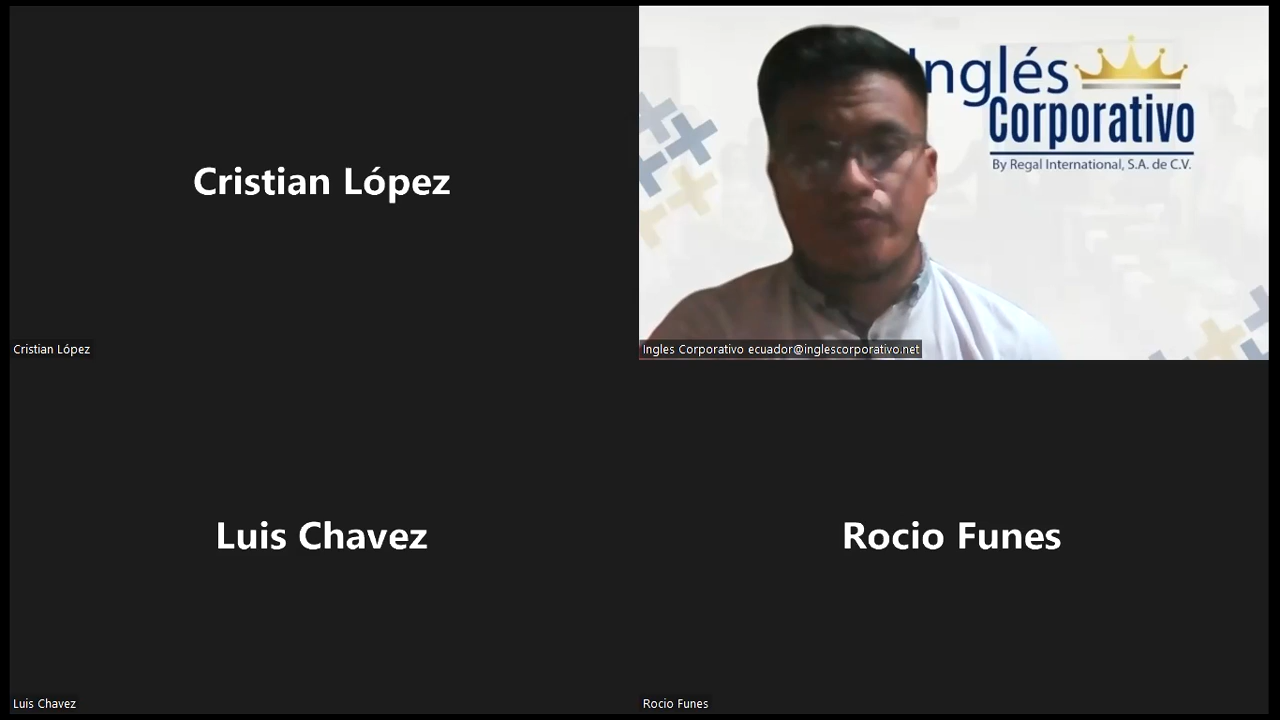 Cristian López
Cristian López
Inglés
Corporativo
By Regal International, S.A. de C.V.
Ingles Corporativo ecuador@inglescorporativo.net
Luis Chavez
Luis Chavez
Rocio Funes
Rocio Funes